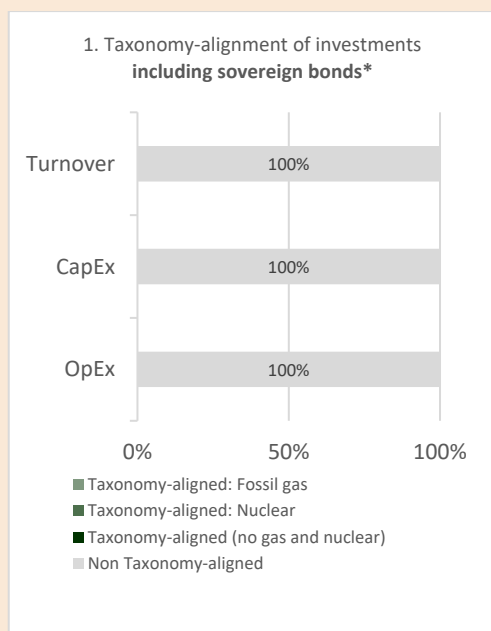 1. Taxonomy-alignment of investments
including sovereign bonds*
Turnover
100%
CapEx
100%
OpEx
100%
0%
50%
100%
Taxonomy-aligned: Fossil gas
Taxonomy-aligned: Nuclear
Taxonomy-aligned (no gas and nuclear)
Non Taxonomy-aligned